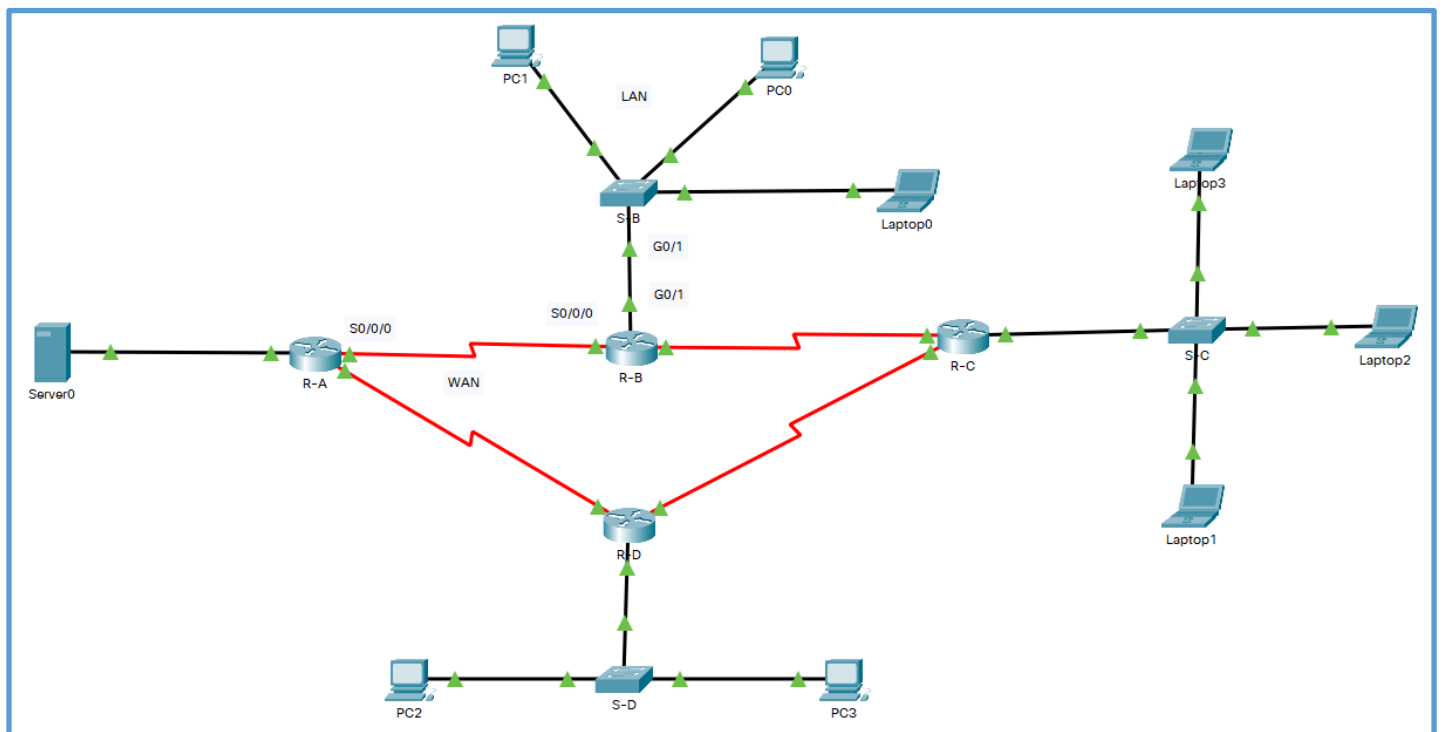 PC1
PC0
LAN
Laptop3
S-B
Laptop0
G0/1
G0/1
S0/0/0
S0/0/0
R-A
WAN
R-B
R-C
S-C
Laptop2
Server0
Laptop1
R-D
PC2
S-D
PC3